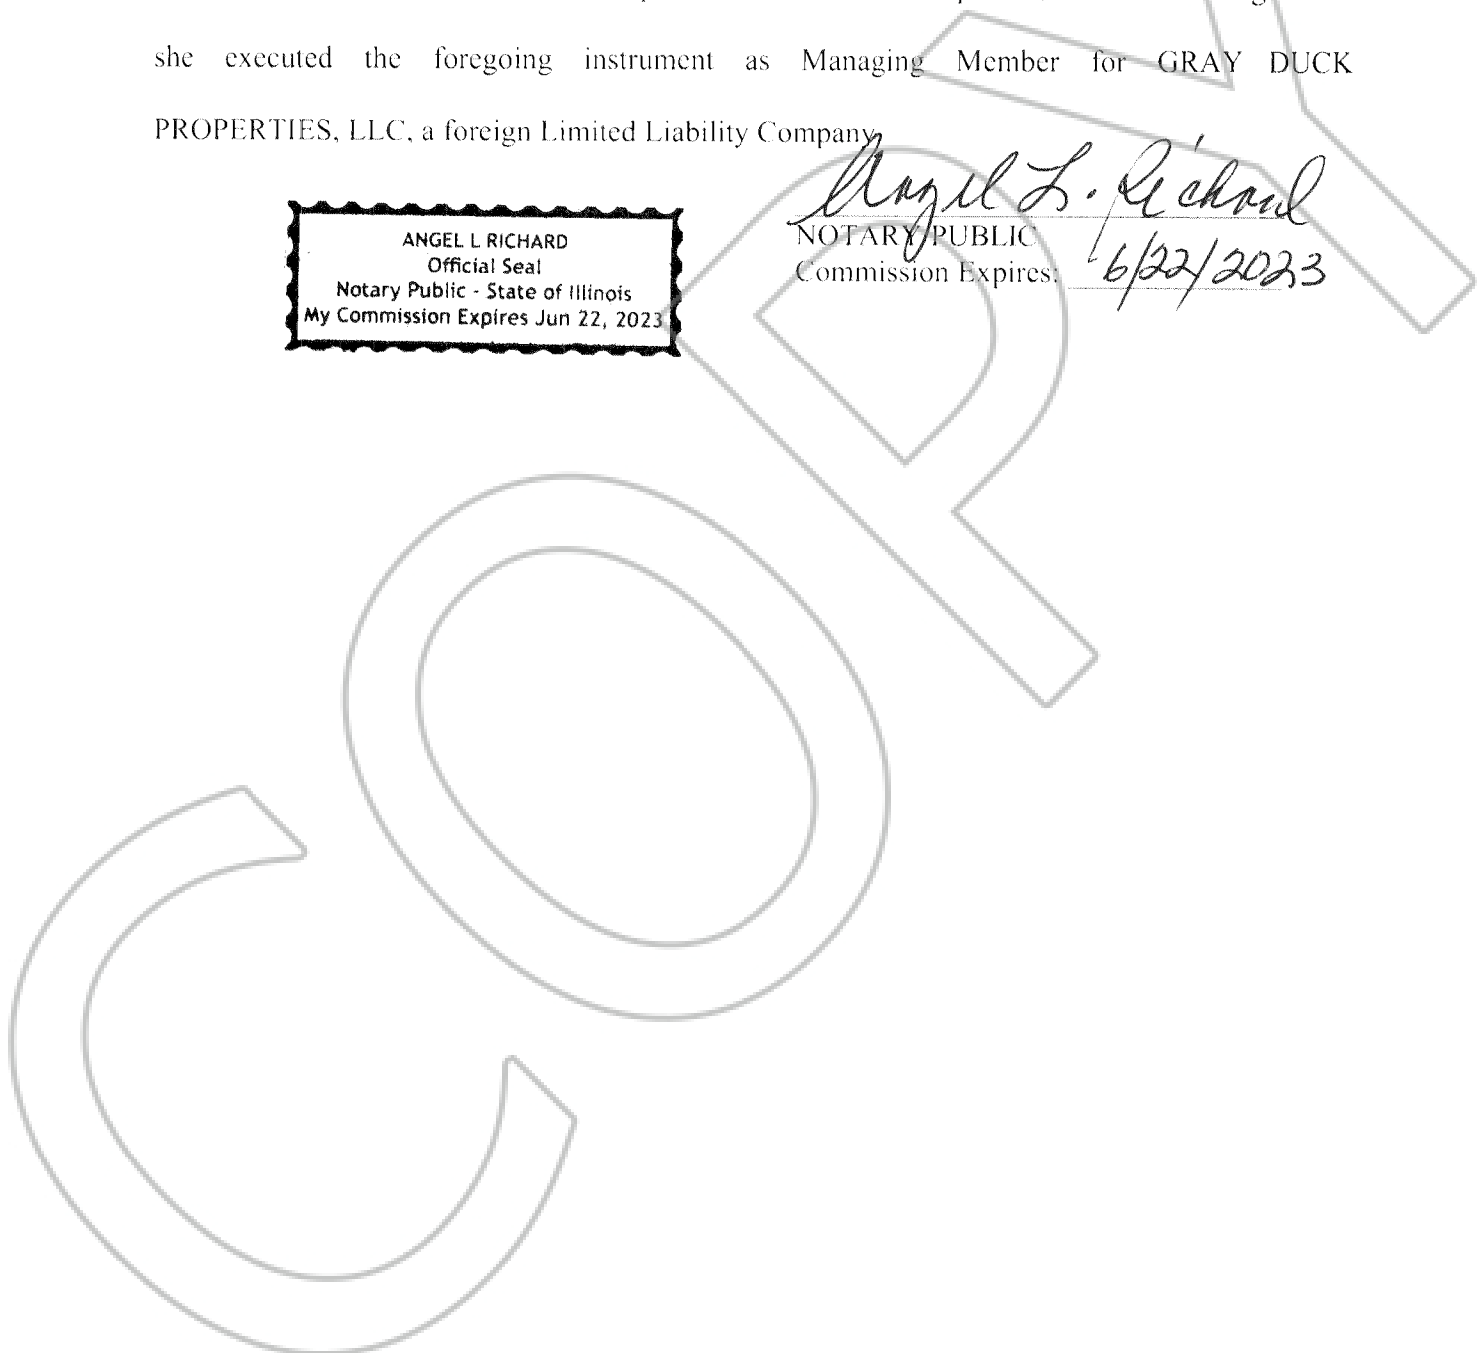 she executed the foregoing instrument as Managing Member for GRAY DUCK
PROPERTIES, LLC, a foreign Limited Liability Company.
Angel L. Richard
NOTARY PUBLIC
Commission Expires: 6/22/2023
ANGEL L RICHARD
Official Seal
Notary Public - State of Illinois
My Commission Expires Jun 22, 2023
COPY